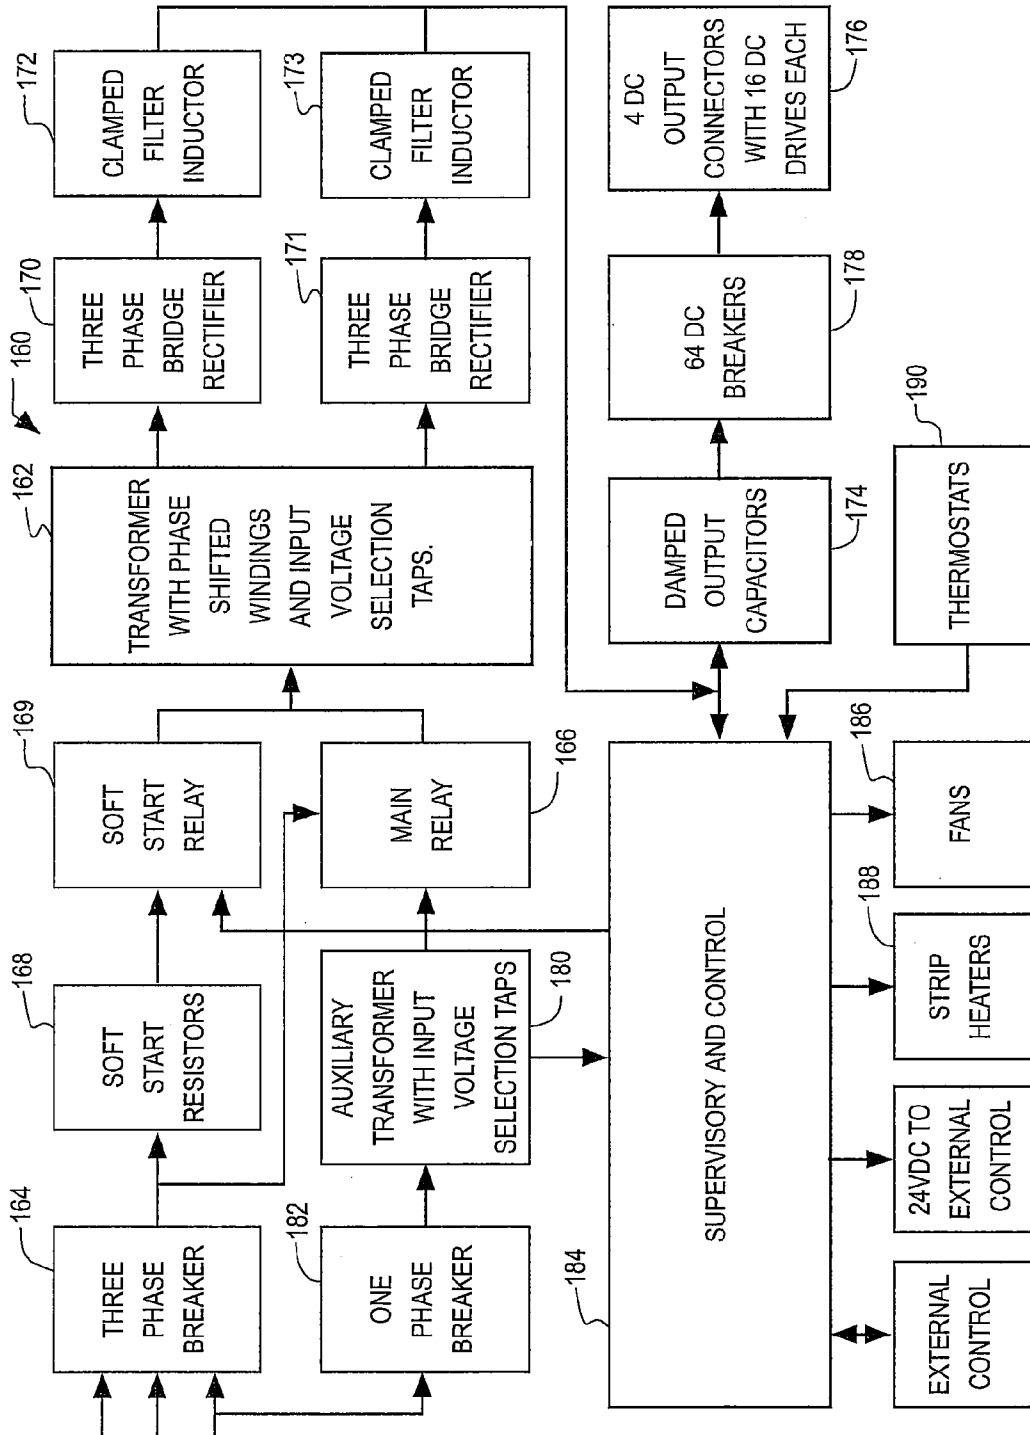 160
164
THREE
PHASE
BREAKER
168
SOFT
START
RESISTORS
169
SOFT
START
RELAY
162
TRANSFORMER
WITH PHASE
SHIFTED
WINDINGS
AND INPUT
VOLTAGE
SELECTION
TAPS.
170
THREE
PHASE
BRIDGE
RECTIFIER
172
CLAMPED
FILTER
INDUCTOR
182
ONE
PHASE
BREAKER
AUXILIARY
TRANSFORMER
WITH INPUT
VOLTAGE
SELECTION TAPS
180
MAIN
RELAY
166
171
THREE
PHASE
BRIDGE
RECTIFIER
173
CLAMPED
FILTER
INDUCTOR
184
SUPERVISORY AND CONTROL
DAMPED
OUTPUT
CAPACITORS
174
64 DC
BREAKERS
178
4 DC
OUTPUT
CONNECTORS
WITH 16 DC
DRIVES EACH
176
EXTERNAL
CONTROL
24VDC TO
EXTERNAL
CONTROL
188
STRIP
HEATERS
186
FANS
190
THERMOSTATS